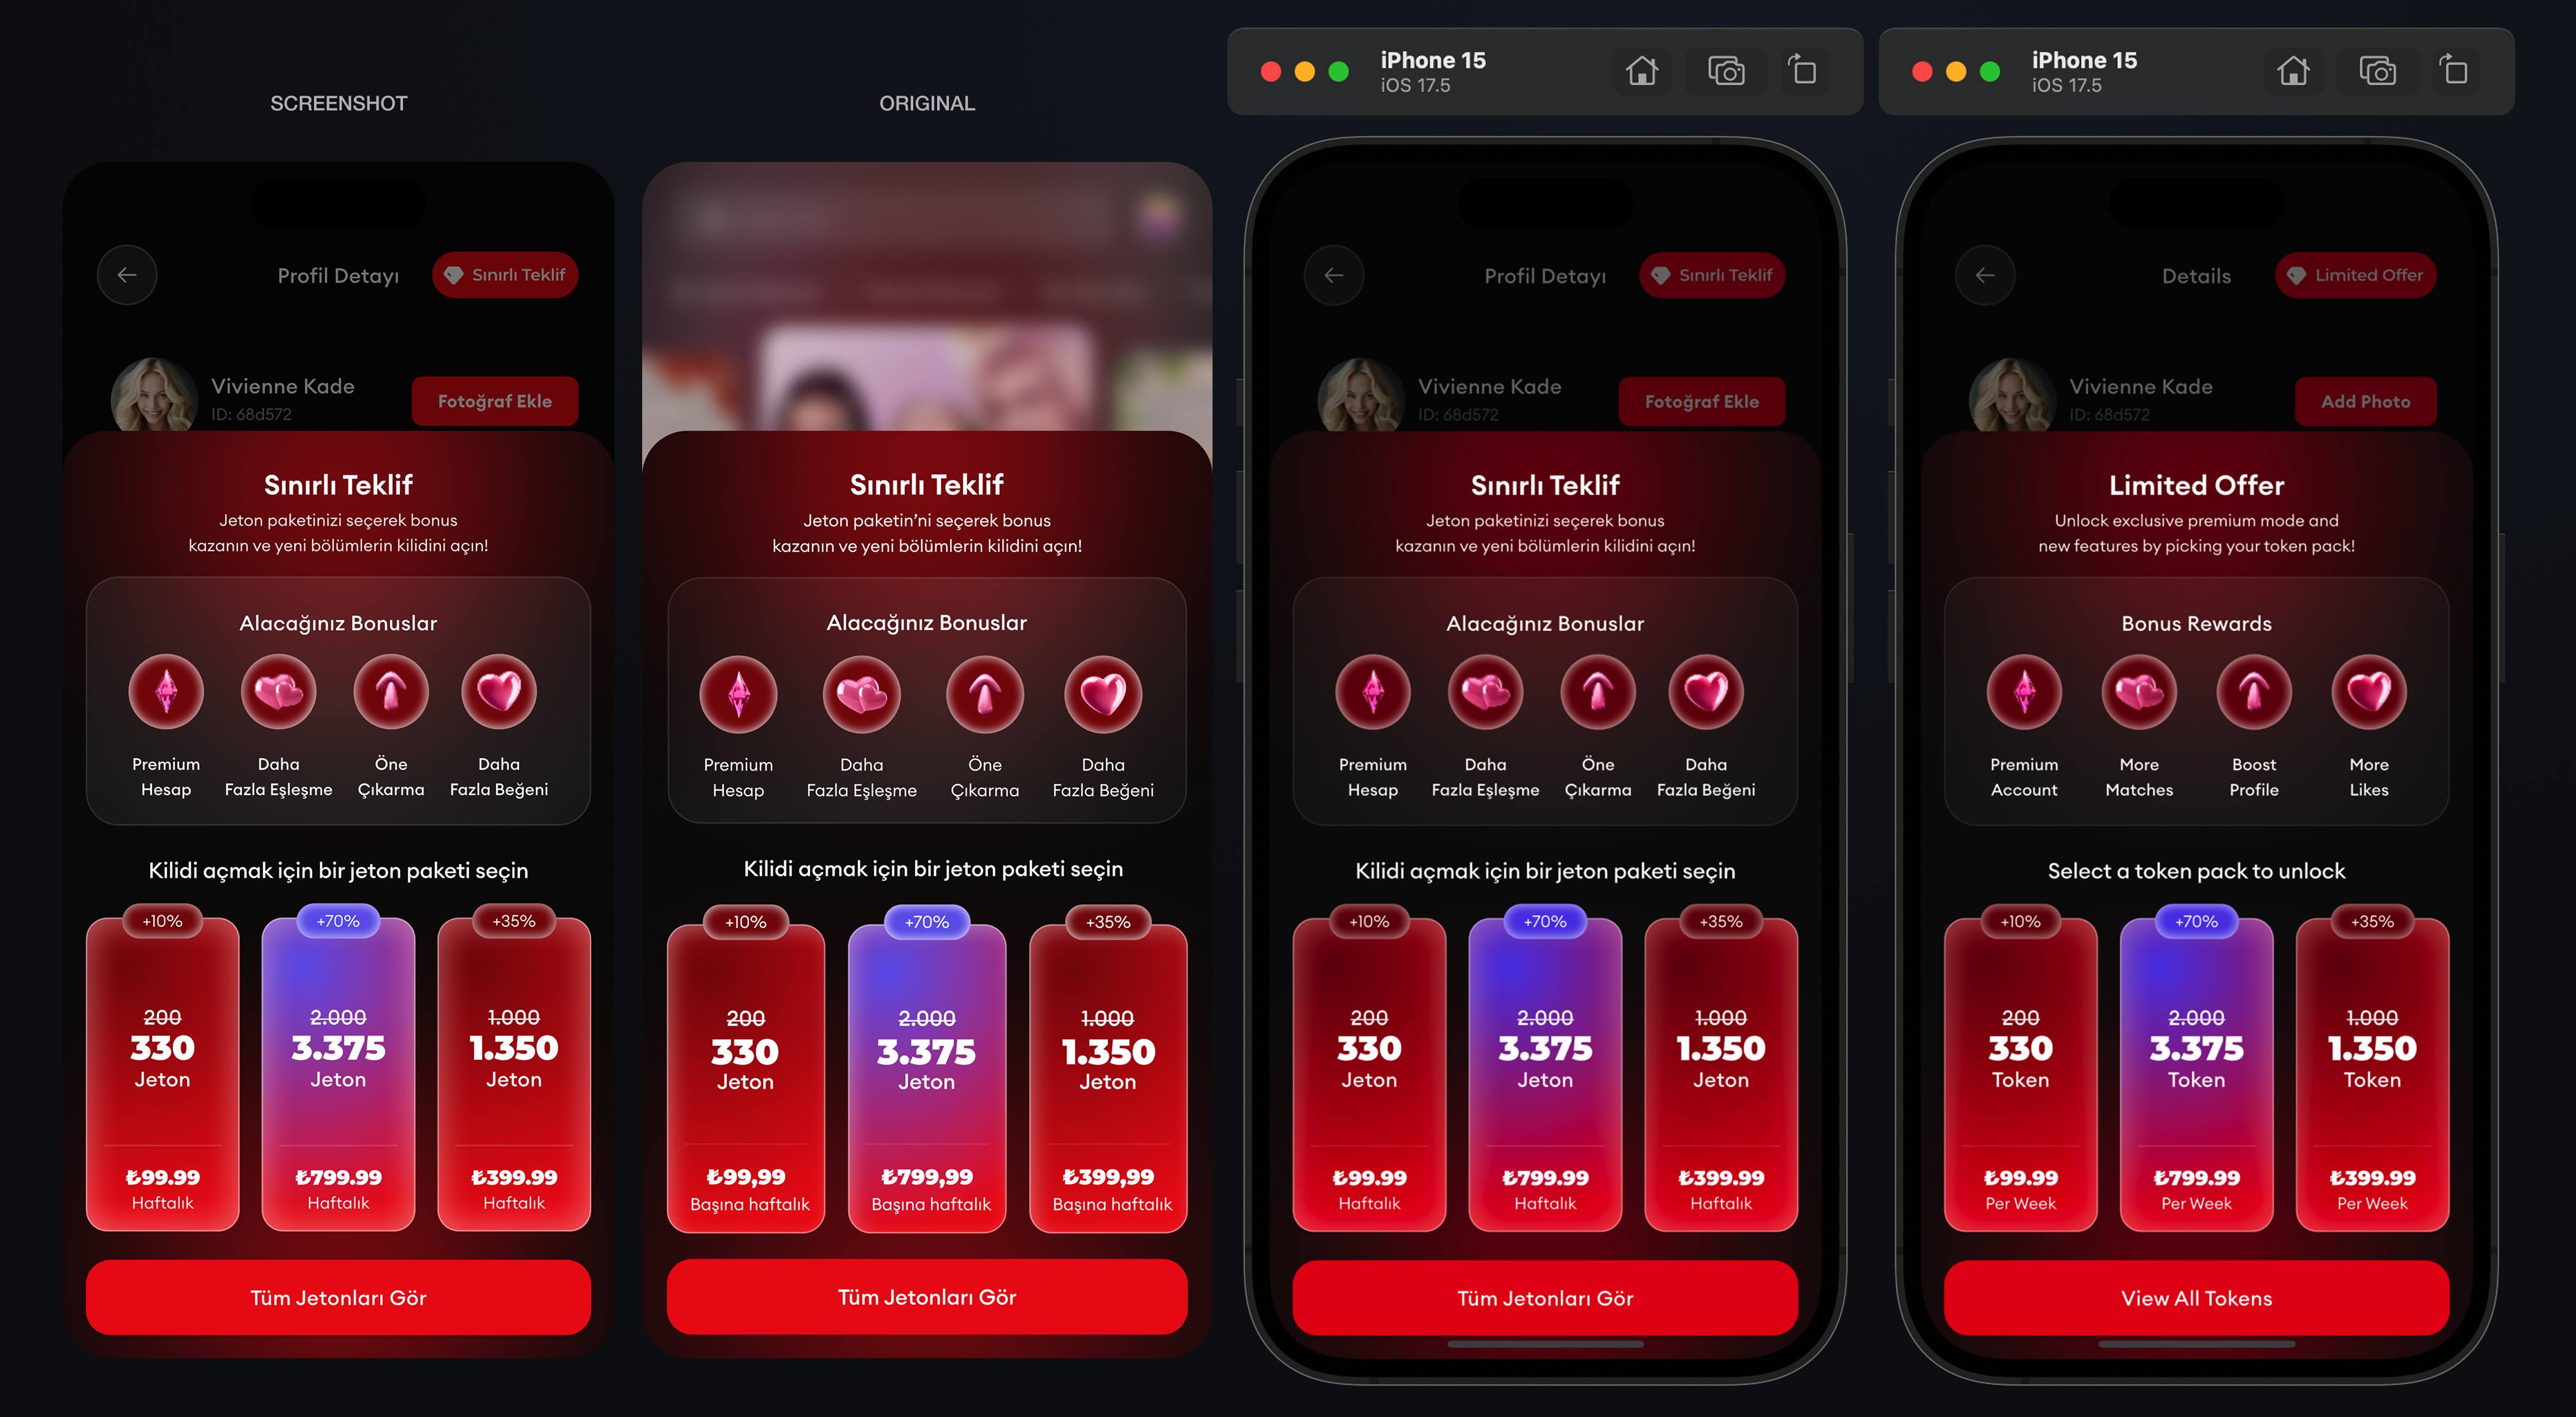 SCREENSHOT
Profil Detayı
Sınırlı Teklif
Vivienne Kade
ID: 68d572
Fotoğraf Ekle
Sınırlı Teklif
Jeton paketinizi seçerek bonus
kazanın ve yeni bölümlerin kilidini açın!
Alacağınız Bonuslar
Premium
Hesap
Daha
Fazla Eşleşme
Öne
Çıkarma
Daha
Fazla Beğeni
Kilidi açmak için bir jeton paketi seçin
+10%
200
330
Jeton
₺99.99
Haftalık
+70%
2.000
3.375
Jeton
₺799.99
Haftalık
+35%
1.000
1.350
Jeton
₺399.99
Haftalık
Tüm Jetonları Gör
ORIGINAL
Sınırlı Teklif
Jeton paketin'ni seçerek bonus
kazanın ve yeni bölümlerin kilidini açın!
Alacağınız Bonuslar
Premium
Hesap
Daha
Fazla Eşleşme
Öne
Çıkarma
Daha
Fazla Beğeni
Kilidi açmak için bir jeton paketi seçin
+10%
200
330
Jeton
₺99,99
Başına haftalık
+70%
2.000
3.375
Jeton
₺799,99
Başına haftalık
+35%
1.000
1.350
Jeton
₺399,99
Başına haftalık
Tüm Jetonları Gör
iPhone 15
iOS 17.5
Profil Detayı
Sınırlı Teklif
Vivienne Kade
ID: 68d572
Fotoğraf Ekle
Sınırlı Teklif
Jeton paketinizi seçerek bonus
kazanın ve yeni bölümlerin kilidini açın!
Alacağınız Bonuslar
Premium
Hesap
Daha
Fazla Eşleşme
Öne
Çıkarma
Daha
Fazla Beğeni
Kilidi açmak için bir jeton paketi seçin
+10%
200
330
Jeton
₺99.99
Haftalık
+70%
2.000
3.375
Jeton
₺799.99
Haftalık
+35%
1.000
1.350
Jeton
₺399.99
Haftalık
Tüm Jetonları Gör
iPhone 15
iOS 17.5
Details
Limited Offer
Vivienne Kade
ID: 68d572
Add Photo
Limited Offer
Unlock exclusive premium mode and
new features by picking your token pack!
Bonus Rewards
Premium
Account
More
Matches
Boost
Profile
More
Likes
Select a token pack to unlock
+10%
200
330
Token
₺99.99
Per Week
+70%
2.000
3.375
Token
₺799.99
Per Week
+35%
1.000
1.350
Token
₺399.99
Per Week
View All Tokens